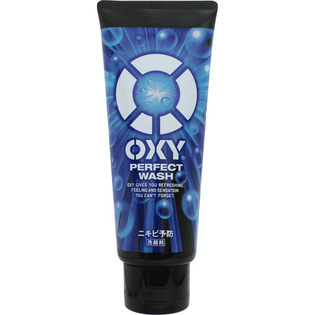 OXY®
PERFECT
WASH
OXY GIVES YOU REFRESHING
FEELING AND SENSATION
YOU CAN'T FORGET.
ニキビ予防
洗顔料